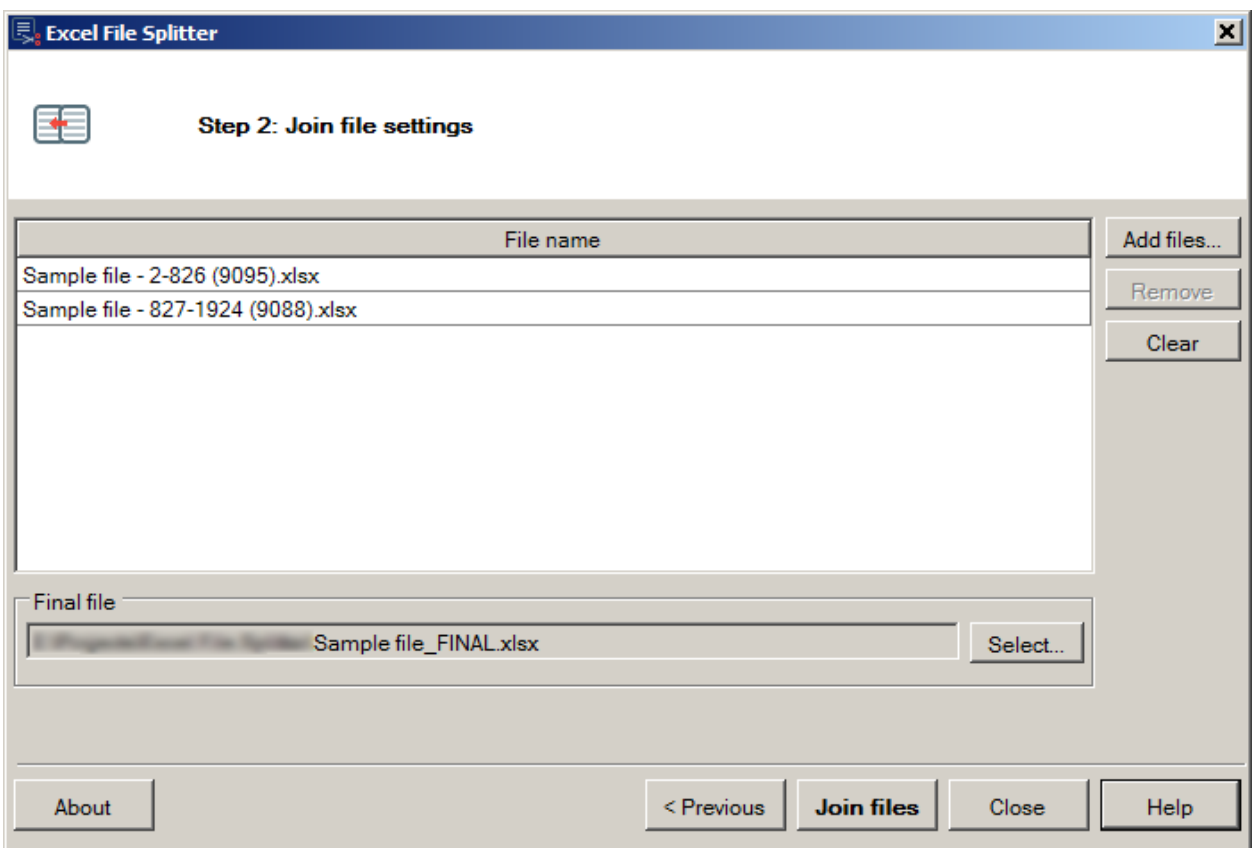 Excel File Splitter
Step 2: Join file settings
File name
Add files...
Sample file - 2-826 (9095).xlsx
Remove
Sample file - 827-1924 (9088).xlsx
Clear
Final file
Sample file_FINAL.xlsx
Select...
About
< Previous
Join files
Close
Help